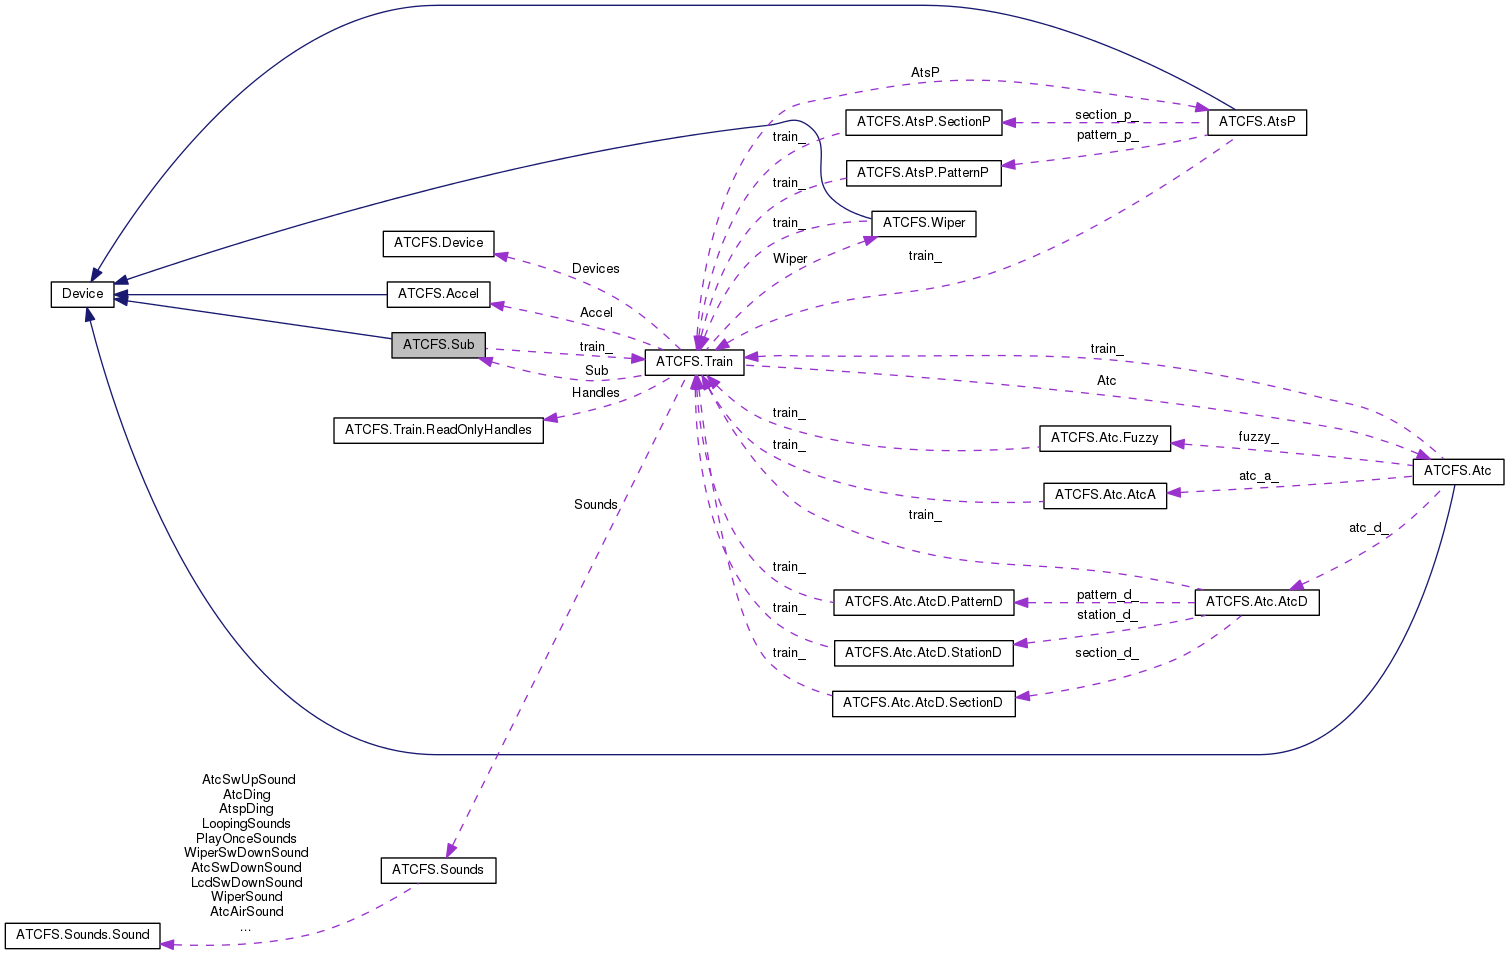 AtsP
section_p_
ATCFS.AtsP.SectionP
ATCFS.AtsP
train_
pattern_p_
ATCFS.AtsP.PatternP
train_
train_
ATCFS.Wiper
ATCFS.Device
Wiper
train_
Devices
Device
ATCFS.Accel
Accel
ATCFS.Sub
train_
Sub
ATCFS.Train
train_
Atc
Handles
ATCFS.Train.ReadOnlyHandles
train_
ATCFS.Atc.Fuzzy
fuzzy_
train_
ATCFS.Atc
atc_a_
ATCFS.Atc.AtcA
Sounds
train_
atc_d_
train_
pattern_d_
ATCFS.Atc.AtcD.PatternD
ATCFS.Atc.AtcD
train_
station_d_
ATCFS.Atc.AtcD.StationD
train_
section_d_
ATCFS.Atc.AtcD.SectionD
AtcSwUpSound
AtcDing
AtspDing
LoopingSounds
PlayOnceSounds
WiperSwDownSound
AtcSwDownSound
LcdSwDownSound
WiperSound
AtcAirSound
...
ATCFS.Sounds
ATCFS.Sounds.Sound